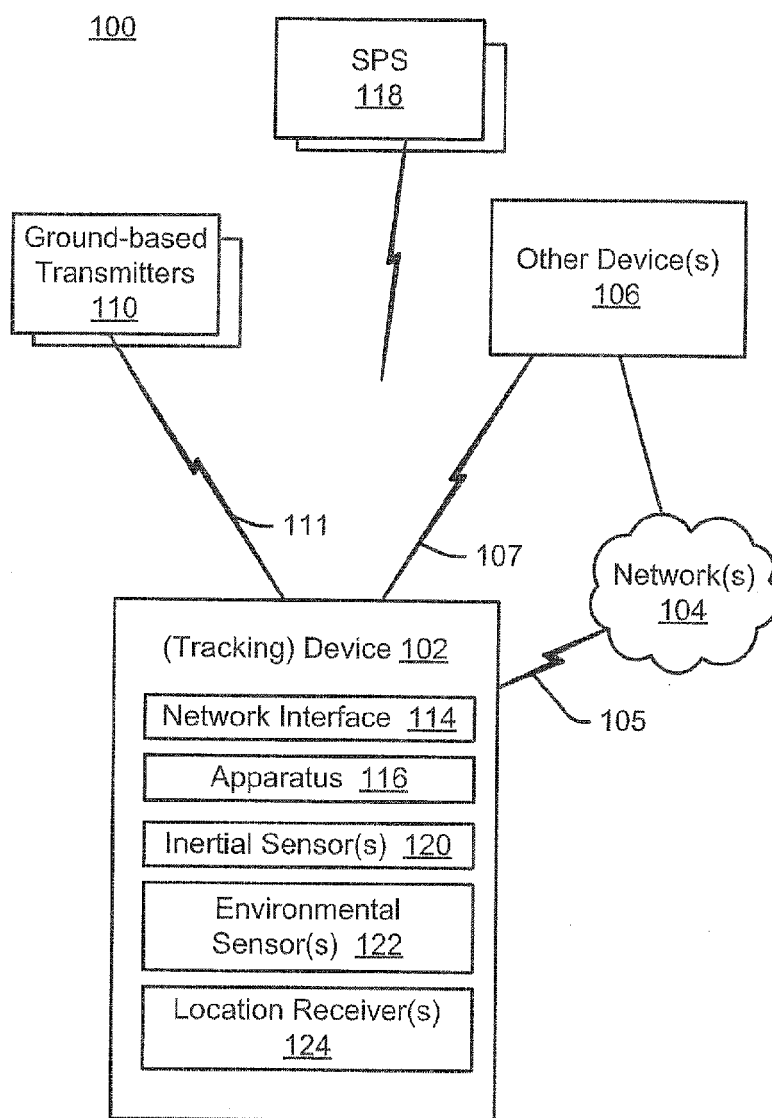 100
SPS
118
Ground-based
Transmitters
110
Other Device(s)
106
111
107
Network(s)
104
(Tracking) Device 102
105
Network Interface 114
Apparatus 116
Inertial Sensor(s) 120
Environmental
Sensor(s) 122
Location Receiver(s)
124